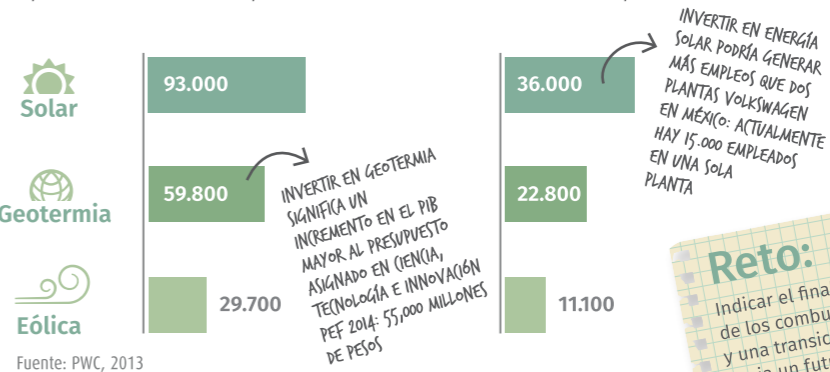 Solar
93.000
36.000
INVERTIR EN ENERGÍA
SOLAR PODRÍA GENERAR
MÁS EMPLEOS QUE DOS
PLANTAS VOLKSWAGEN
EN MÉXICO: ACTUALMENTE
HAY 15.000 EMPLEADOS
EN UNA SOLA
PLANTA
Geotermia
59.800
INVERTIR EN GEOTERMIA
SIGNIFICA UN
INCREMENTO EN EL PIB
MAYOR AL PRESUPUESTO
ASIGNADO EN CIENCIA,
TECNOLOGÍA E INNOVACIÓN
PEF 2014: 55,000 MILLONES
DE PESOS
22.800
Eólica
29.700
11.100
Fuente: PWC, 2013
Reto:
Indicar el
de los
y una
un